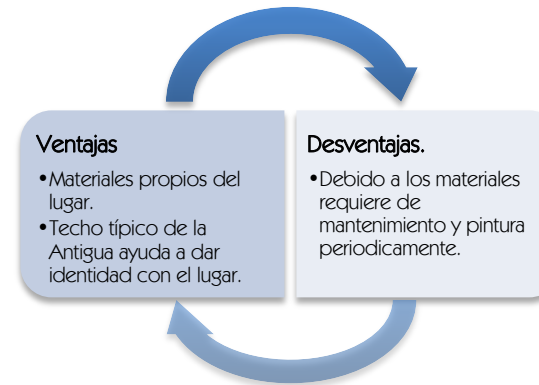 Ventajas
•Materiales propios del
lugar.
•Techo típico de la
Antigua ayuda a dar
identidad con el lugar.
Desventajas.
•Debido a los materiales
requiere de
mantenimiento y pintura
periodicamente.